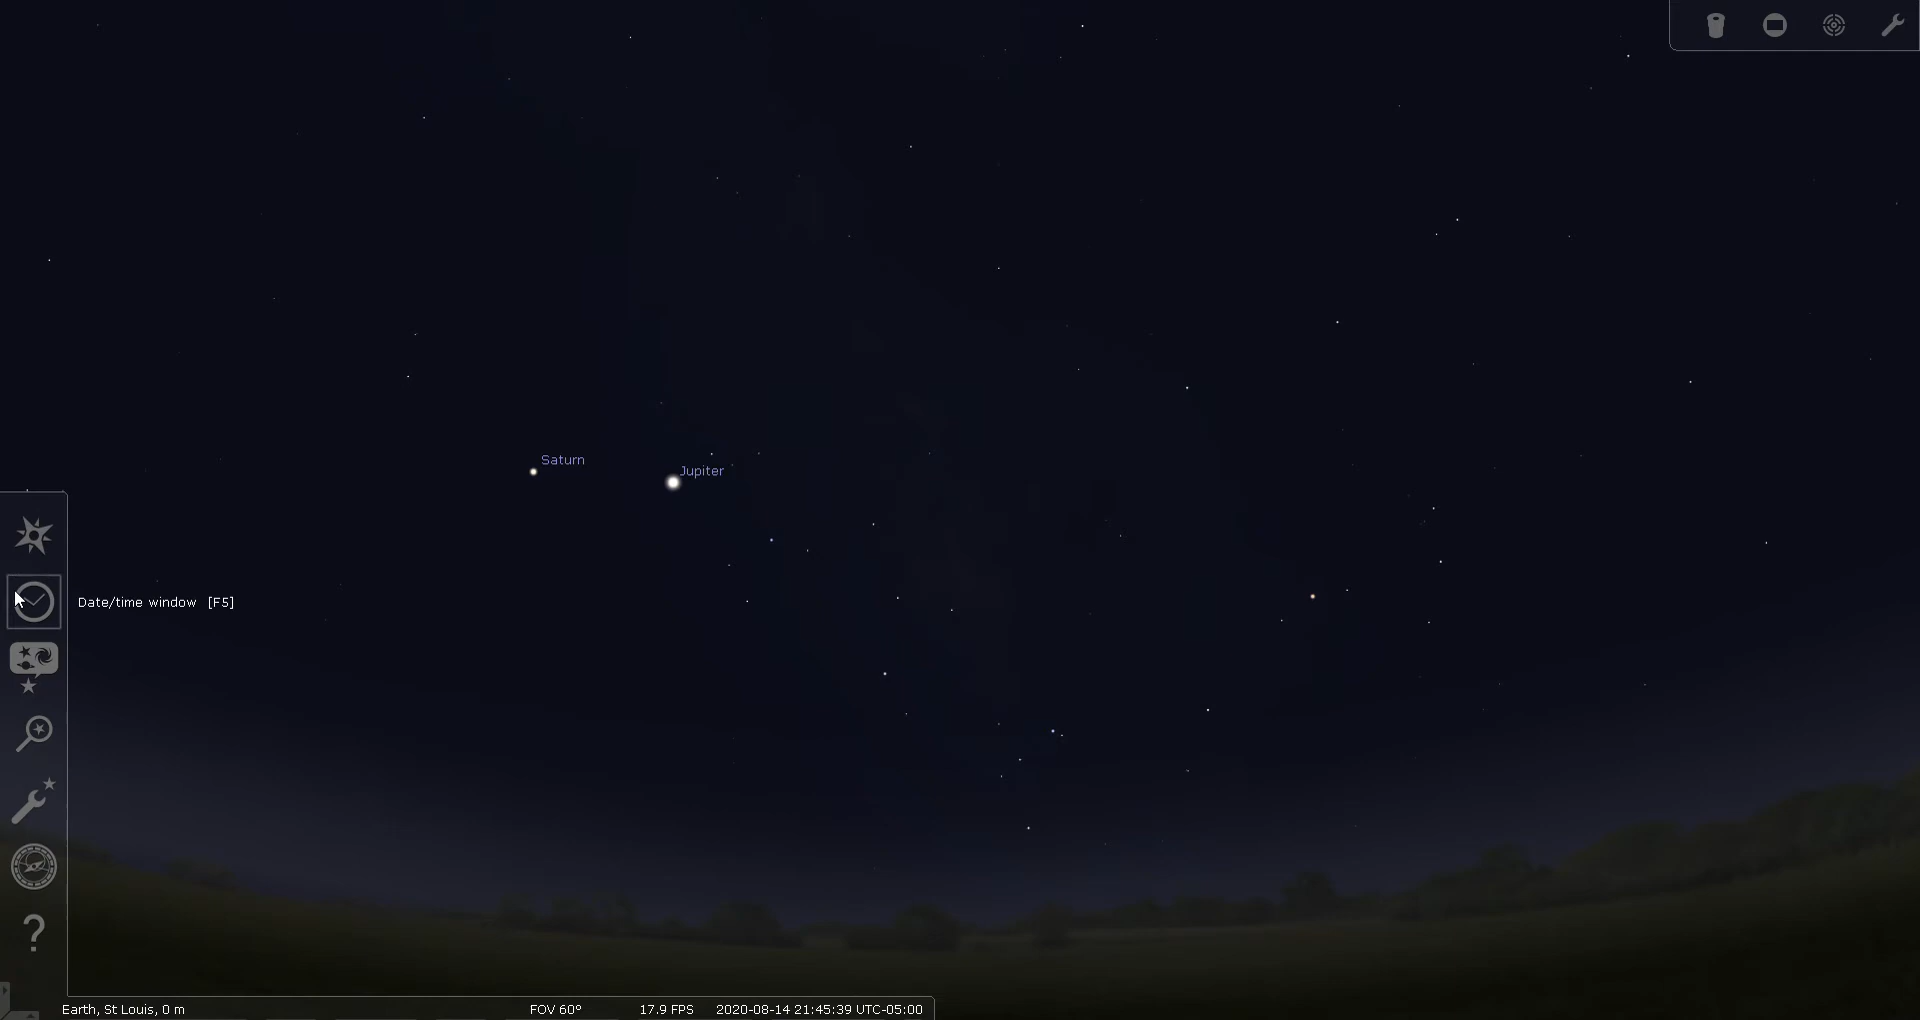 Saturn
Jupiter
Date/time window [F5]
Earth, St Louis, 0 m FOV 60° 17.9 FPS 2020-08-14 21:45:39 UTC-05:00